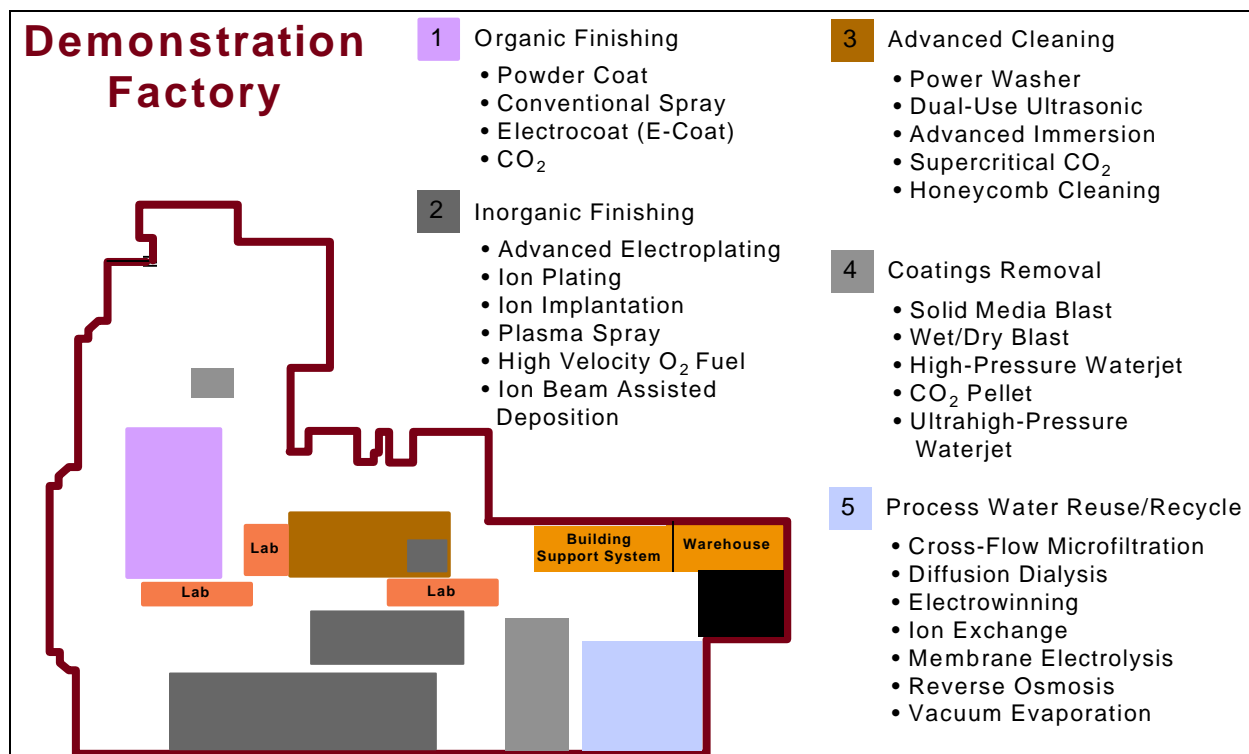 Demonstration
Factory
1 Organic Finishing
• Powder Coat
• Conventional Spray
• Electrocoat (E-Coat)
• CO2
2 Inorganic Finishing
• Advanced Electroplating
• Ion Plating
• Ion Implantation
• Plasma Spray
• High Velocity O2 Fuel
• Ion Beam Assisted
Deposition
3 Advanced Cleaning
• Power Washer
• Dual-Use Ultrasonic
• Advanced Immersion
• Supercritical CO2
• Honeycomb Cleaning
4 Coatings Removal
• Solid Media Blast
• Wet/Dry Blast
• High-Pressure Waterjet
• CO2 Pellet
• Ultrahigh-Pressure
Waterjet
5 Process Water Reuse/Recycle
• Cross-Flow Microfiltration
• Diffusion Dialysis
• Electrowinning
• Ion Exchange
• Membrane Electrolysis
• Reverse Osmosis
• Vacuum Evaporation
Lab
Lab
Lab
Building
Support System
Warehouse